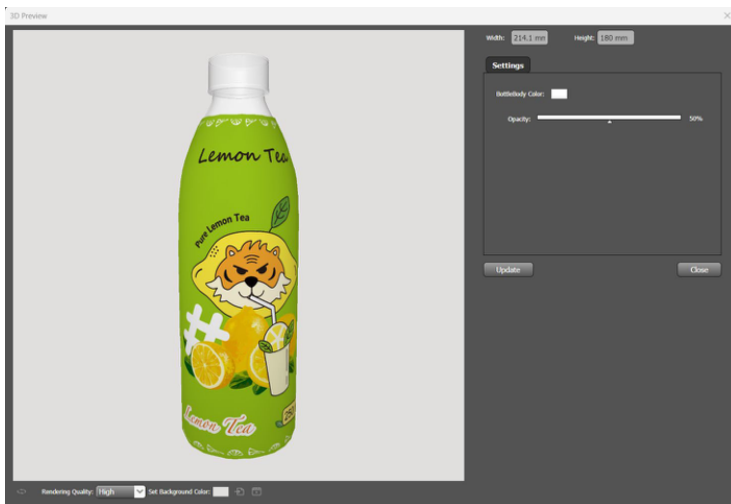 3D Preview
Width: 214.1 mm Height: 180 mm
Settings
BottleBody Color:
Opacity: 50%
Update Close
Lemon Tea
Pure Lemon Tea
#
Lemon Tea
250
Rendering Quality: High Set Background Color: